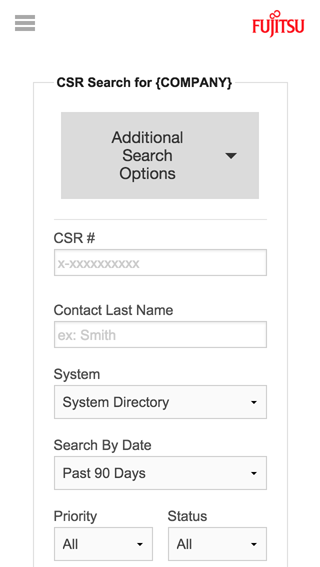 FUJITSU
CSR Search for {COMPANY}
Additional
Search
Options
CSR #
x-xxxxxxxxxx
Contact Last Name
ex: Smith
System
System Directory
Search By Date
Past 90 Days
Priority Status
All All